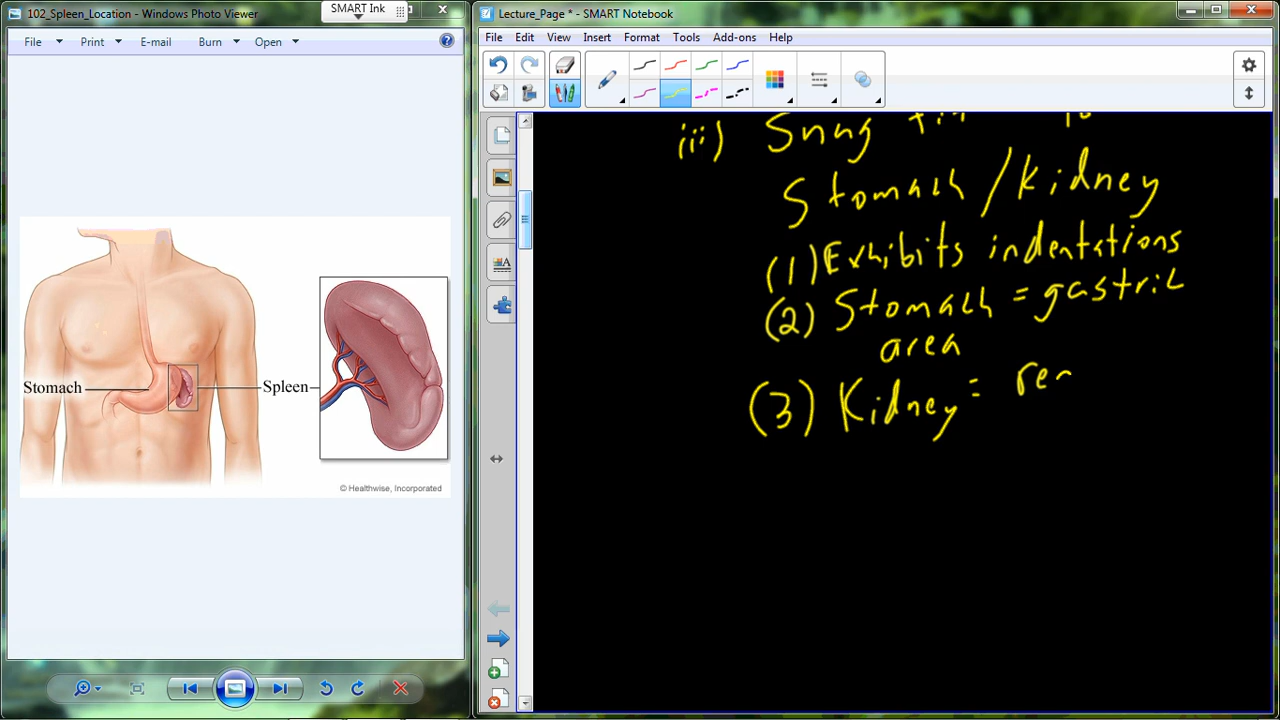 102_Spleen_Location - Windows Photo Viewer
SMART Ink
File Print E-mail Burn Open
Stomach
Spleen
© Healthwise, Incorporated
Lecture_Page * - SMART Notebook
File Edit View Insert Format Tools Add-ons Help
iii) Snug
Stomach / Kidney
(1) Exhibits indentations
(2) Stomach = gastric
area
(3) Kidney = ren